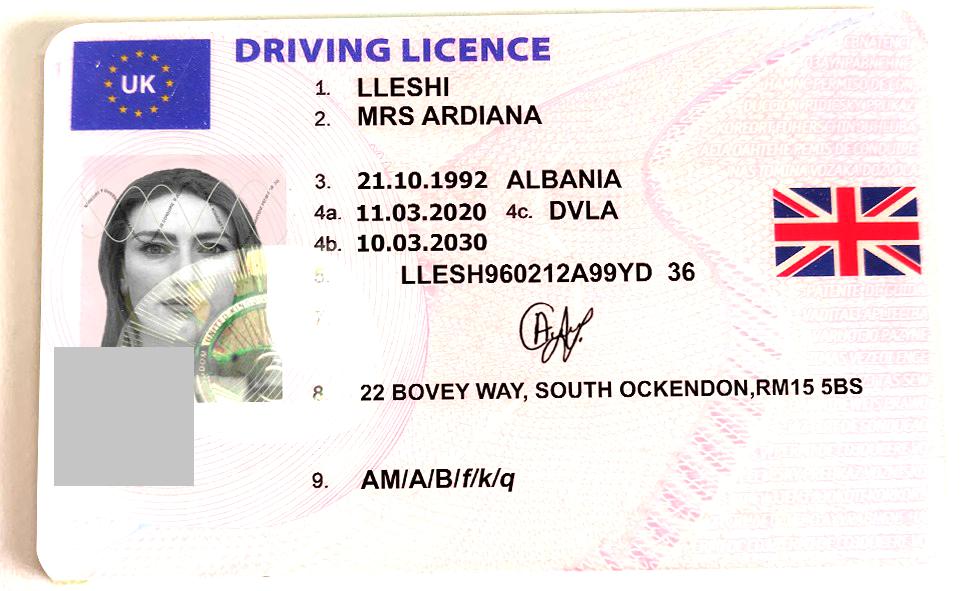 DRIVING LICENCE
UK
1. LLESHI
2. MRS ARDIANA
3. 21.10.1992 ALBANIA
4a. 11.03.2020 4c. DVLA
4b. 10.03.2030
5. LLESH960212A99YD 36
7.
8 22 BOVEY WAY, SOUTH OCKENDON,RM15 5BS
9. AM/A/B/f/k/q